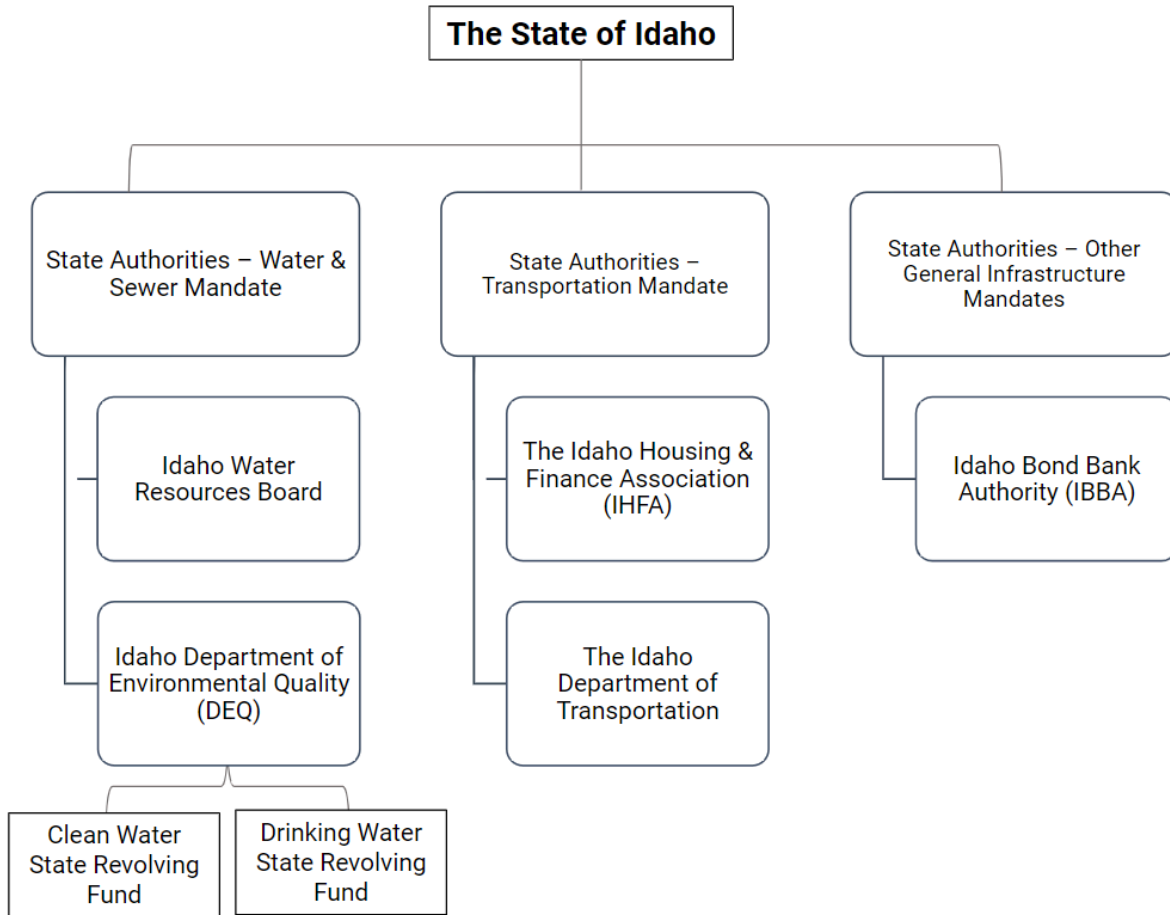 The State of Idaho
State Authorities – Water &
Sewer Mandate
State Authorities –
Transportation Mandate
State Authorities – Other
General Infrastructure
Mandates
Idaho Water
Resources Board
The Idaho Housing &
Finance Association
(IHFA)
Idaho Bond Bank
Authority (IBBA)
Idaho Department of
Environmental Quality
(DEQ)
The Idaho
Department of
Transportation
Clean Water
State Revolving
Fund
Drinking Water
State Revolving
Fund